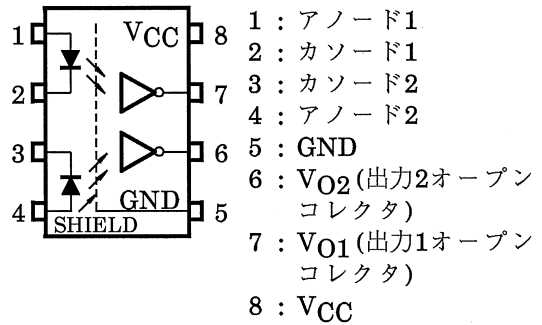 1
2
3
4
VCC
GND
SHIELD
8
7
6
5
1 : アノード1
2 : カソード1
3 : カソード2
4 : アノード2
5 : GND
6 : VO2(出力2オープン
コレクタ)
7 : VO1(出力1オープン
コレクタ)
8 : VCC